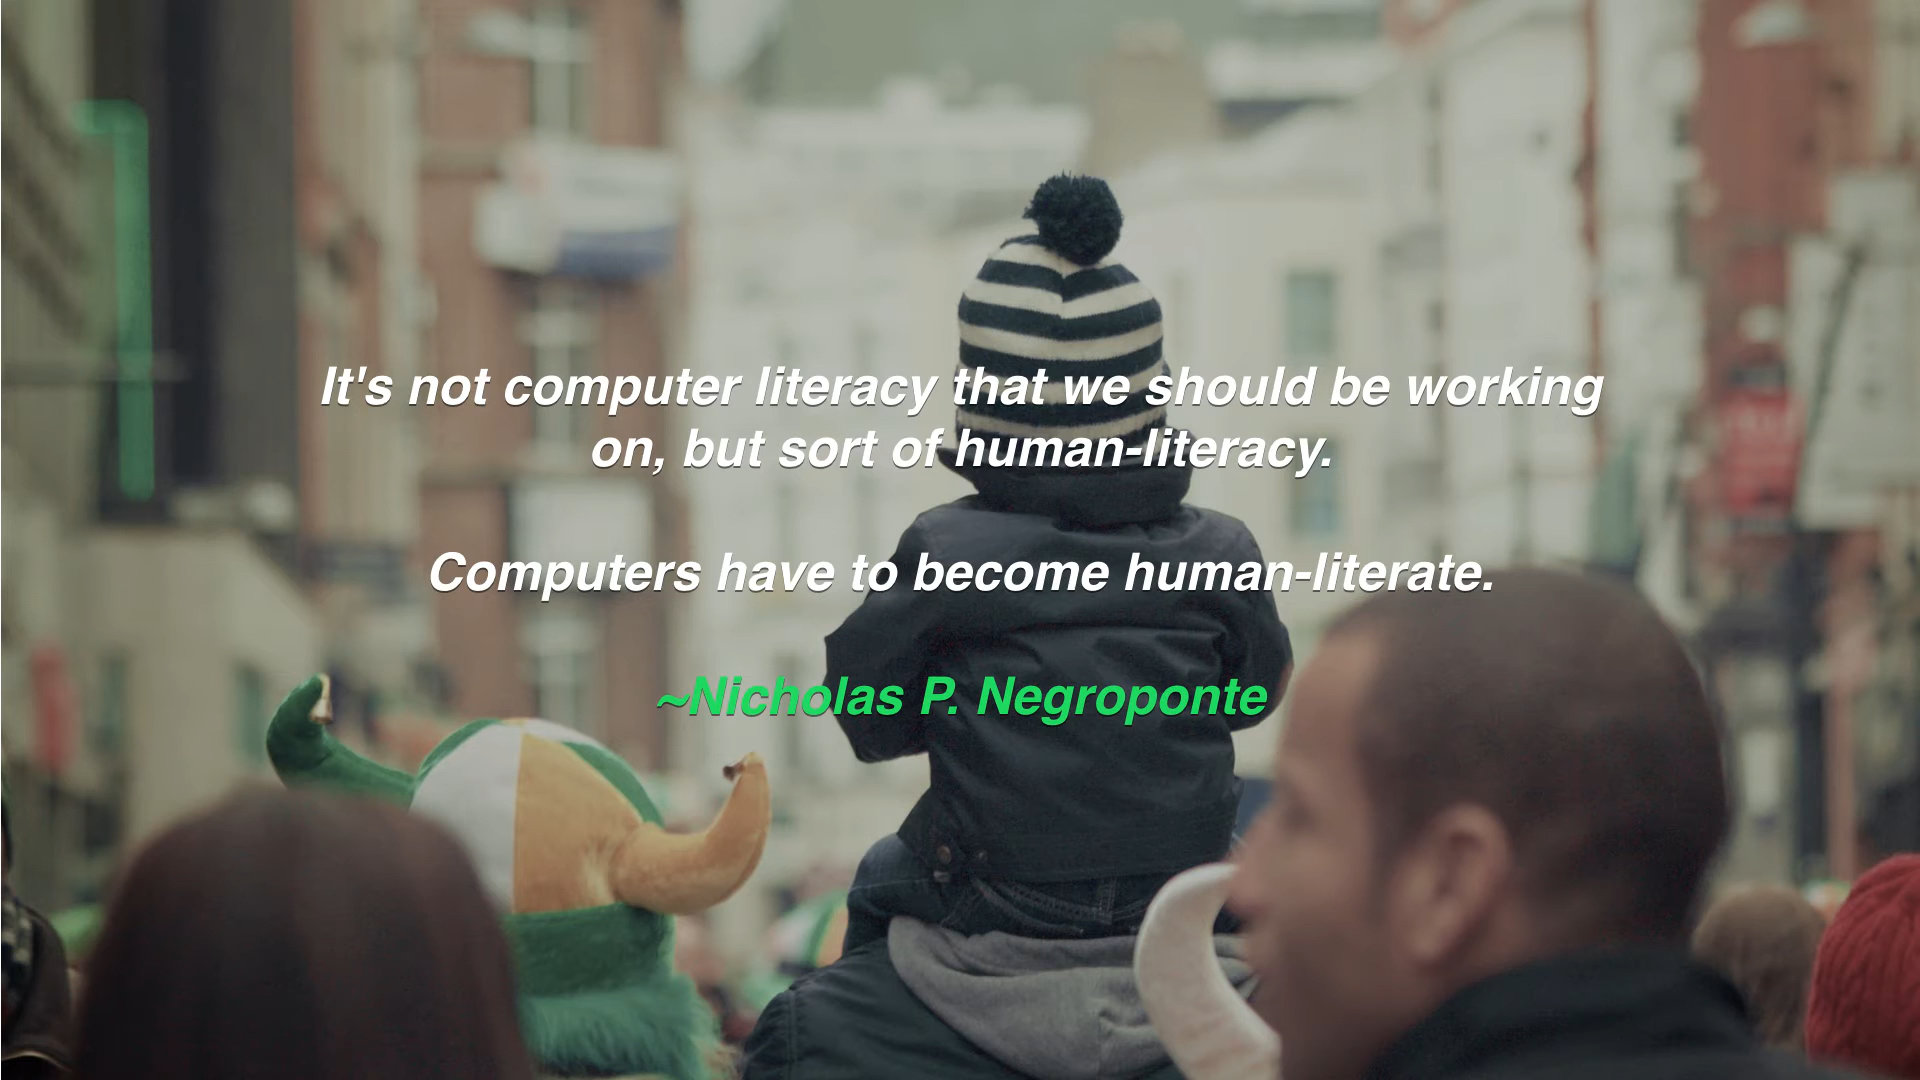 It's not computer literacy that we should be working
on, but sort of human-literacy.
Computers have to become human-literate.
~Nicholas P. Negroponte